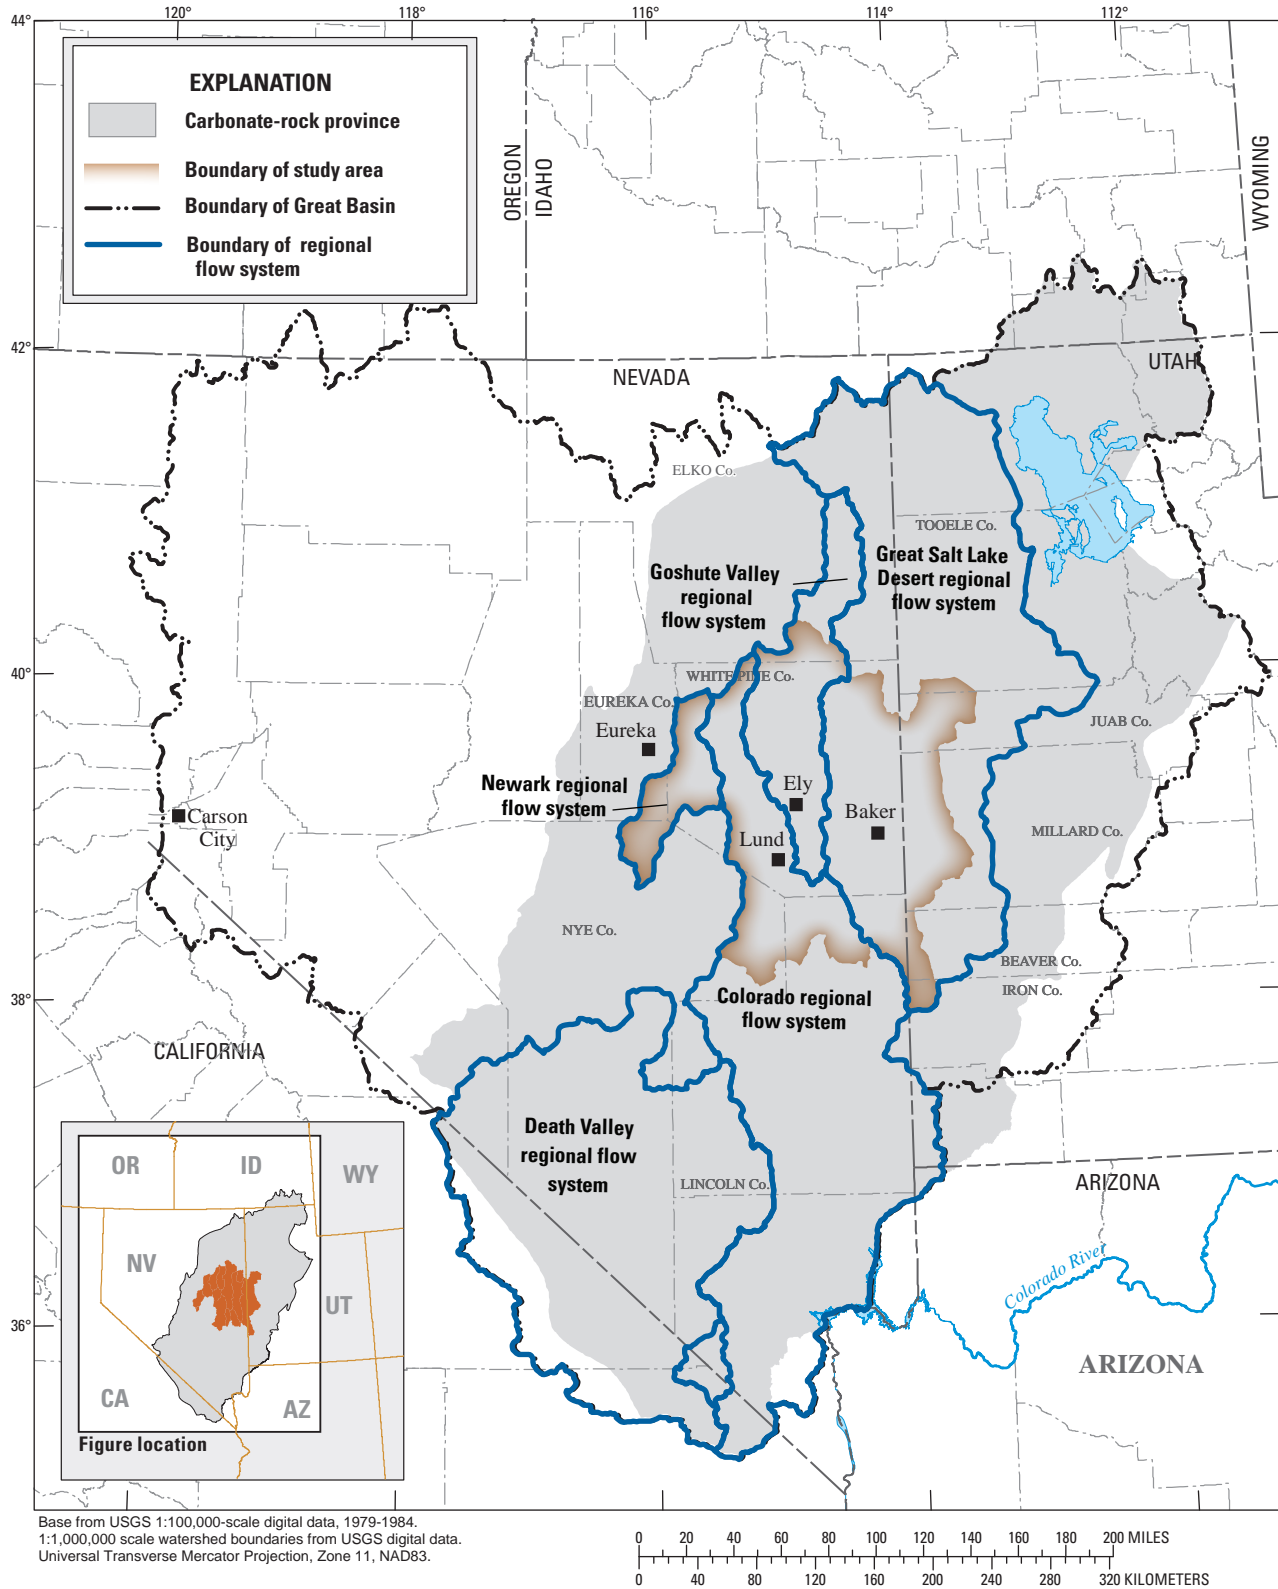 120°
118°
116°
114°
112°
44°
42°
40°
38°
36°
EXPLANATION
Carbonate-rock province
Boundary of study area
Boundary of Great Basin
Boundary of regional
flow system
OREGON
IDAHO
WYOMING
NEVADA
UTAH
ELKO Co.
TOOELE Co.
Great Salt Lake
Desert regional
flow system
Goshute Valley
regional
flow system
WHITE PINE Co.
EUREKA Co.
Eureka
JUAB Co.
Newark regional
flow system
Ely
Baker
Lund
MILLARD Co.
Carson
City
NYE Co.
BEAVER Co.
IRON Co.
Colorado regional
flow system
CALIFORNIA
Death Valley
regional flow
system
LINCOLN Co.
ARIZONA
Colorado River
ARIZONA
OR
ID
WY
NV
UT
CA
AZ
Figure location
Base from USGS 1:100,000-scale digital data, 1979-1984.
1:1,000,000 scale watershed boundaries from USGS digital data.
Universal Transverse Mercator Projection, Zone 11, NAD83.
0 20 40 60 80 100 120 140 160 180 200 MILES
0 40 80 120 160 200 240 280 320 KILOMETERS